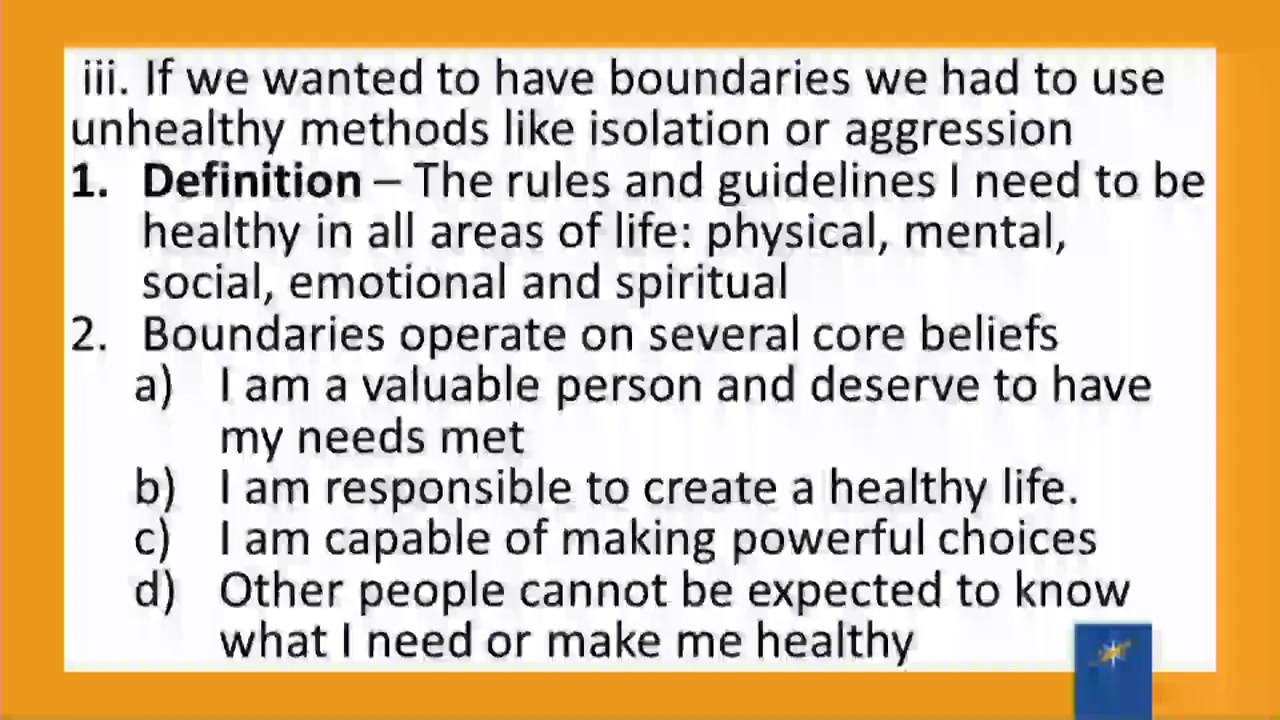 iii. If we wanted to have boundaries we had to use
unhealthy methods like isolation or aggression
1. Definition – The rules and guidelines I need to be
healthy in all areas of life: physical, mental,
social, emotional and spiritual
2. Boundaries operate on several core beliefs
a) I am a valuable person and deserve to have
my needs met
b) I am responsible to create a healthy life.
c) I am capable of making powerful choices
d) Other people cannot be expected to know
what I need or make me healthy